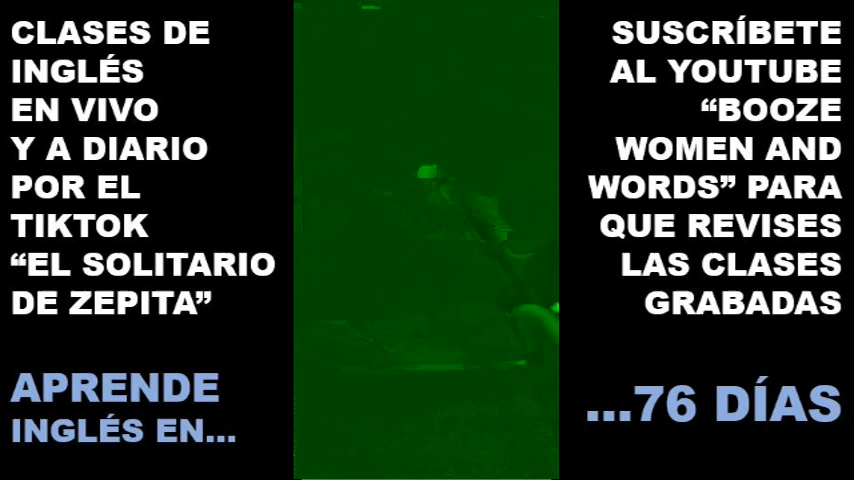 CLASES DE
INGLÉS
EN VIVO
Y A DIARIO
POR EL
TIKTOK
“EL SOLITARIO
DE ZEPITA”
APRENDE
INGLÉS EN...
SUSCRÍBETE
AL YOUTUBE
“BOOZE
WOMEN AND
WORDS” PARA
QUE REVISES
LAS CLASES
GRABADAS
...76 DÍAS